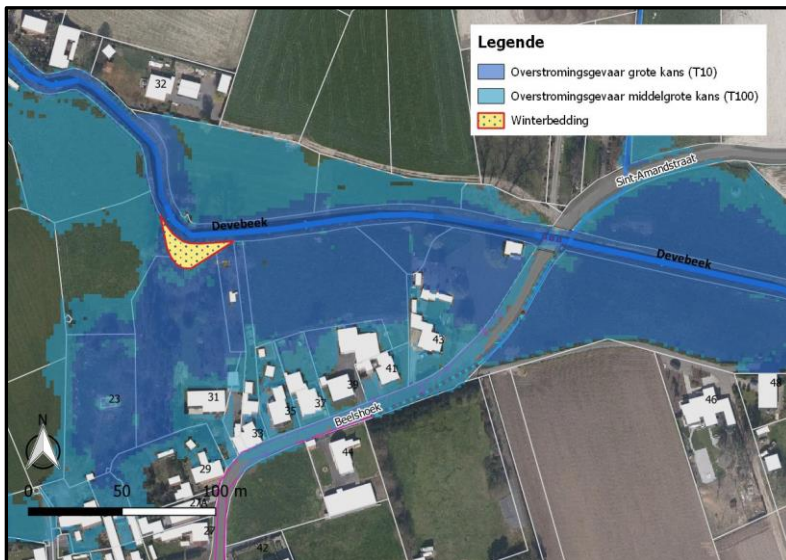 Legende
Overstromingsgevaar grote kans (T10)
Overstromingsgevaar middelgrote kans (T100)
Winterbedding
32
Sint-Amandstraat
Devebeek
Devebeek
43
41
39
37
35
33
31
23
29
27
44
42
46
48
Beelshoek
N
0 50 100 m